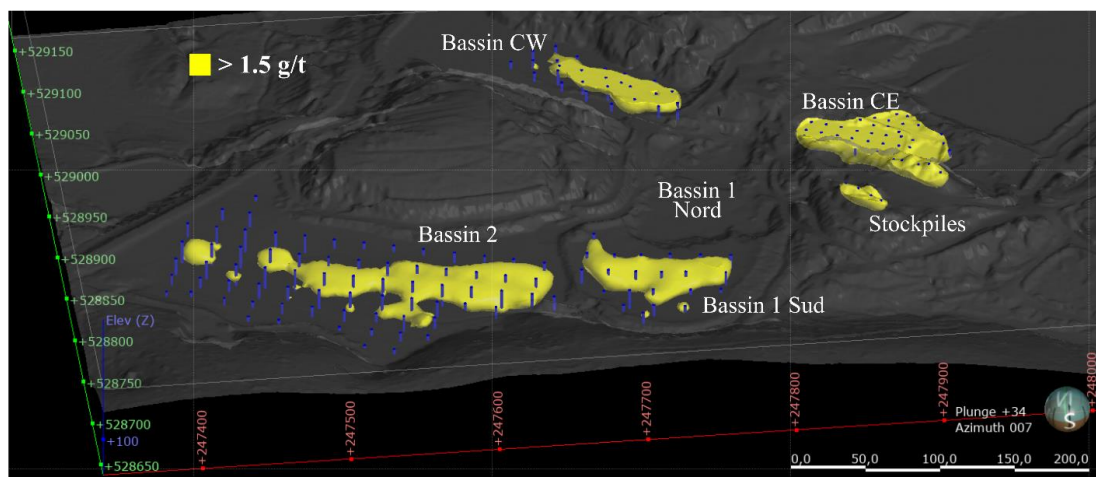 +529150
+529100
+529050
+529000
+528950
+528900
+528850
+528800
+528750
+528700
+528650
> 1.5 g/t
Bassin CW
Bassin CE
Bassin 1
Nord
Stockpiles
Bassin 2
Bassin 1 Sud
Elev (Z)
+100
+247400
+247500
+247600
+247700
+247800
+247900
+248000
Plunge +34
Azimuth 007
N
S
0,0 50,0 100,0 150,0 200,0